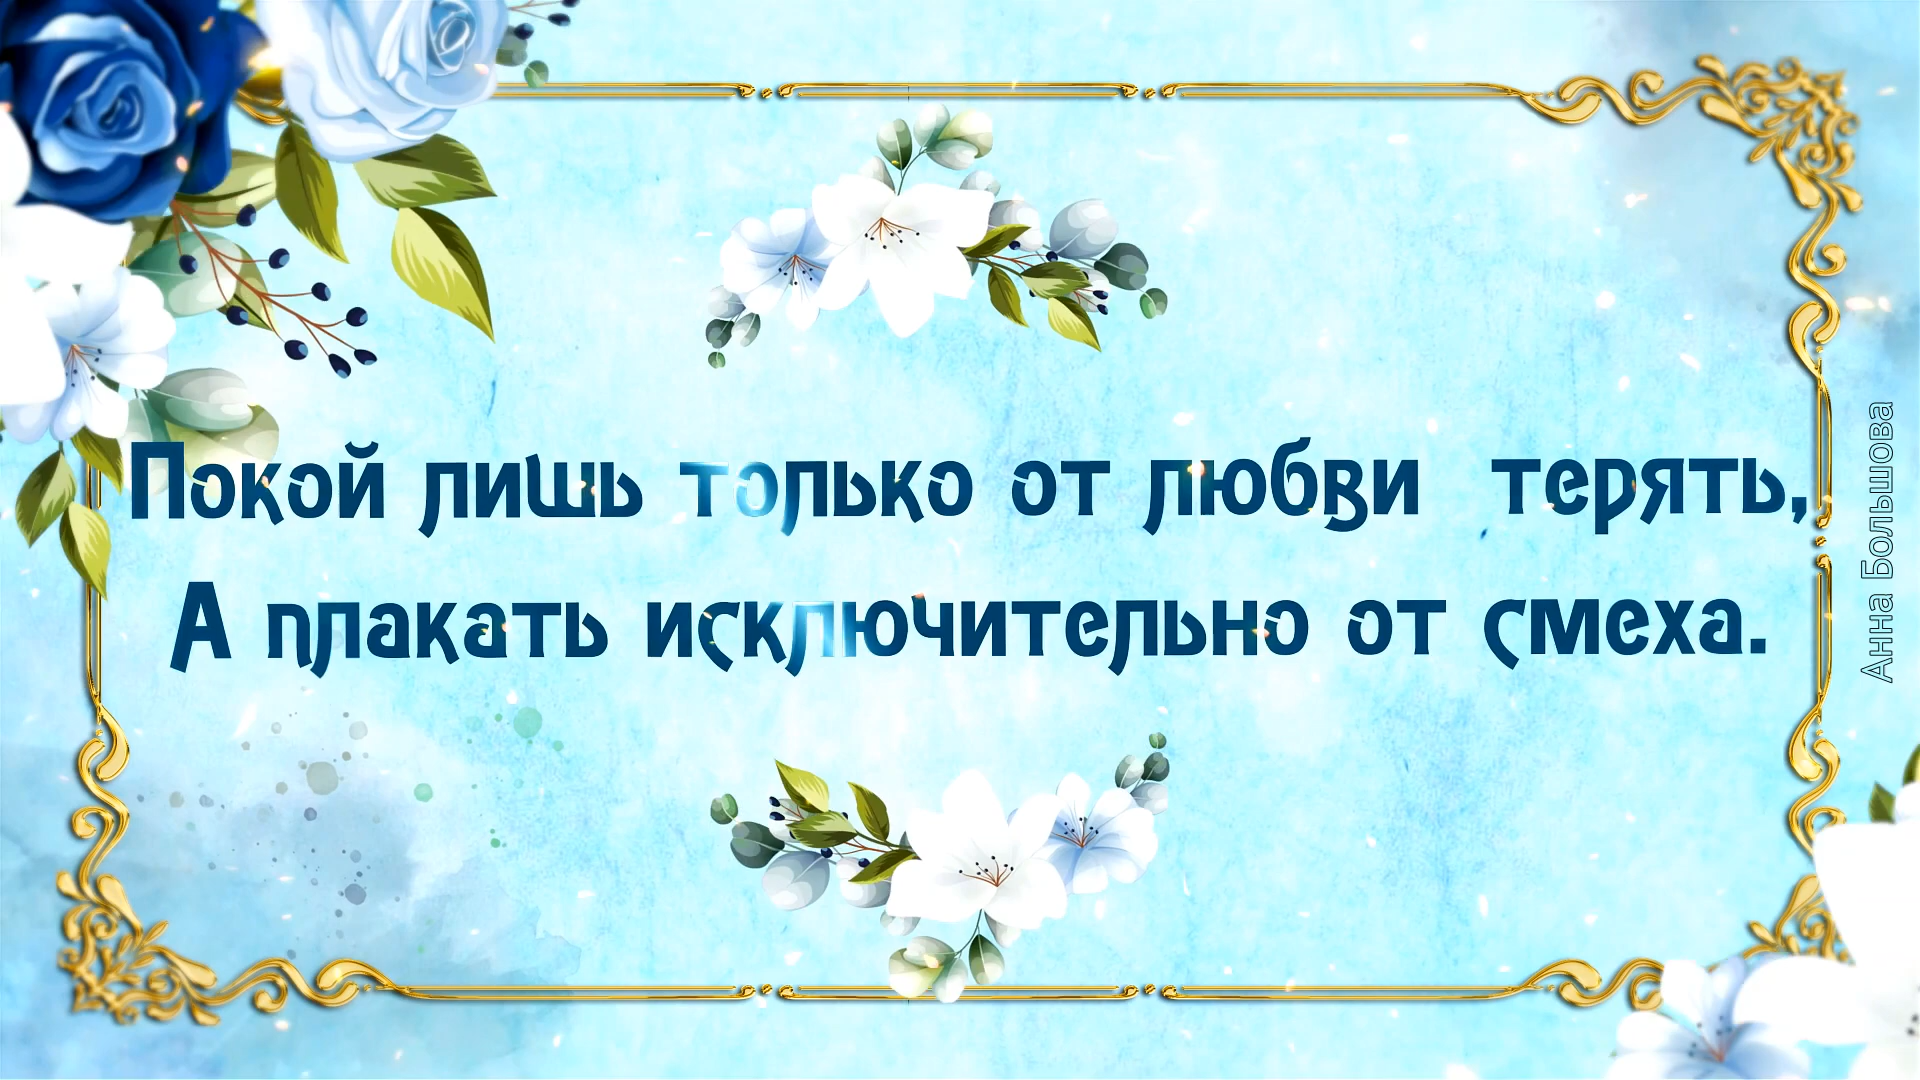 Покой лишь только от любви терять,
А плакать исключительно от смеха.
Анна Большова